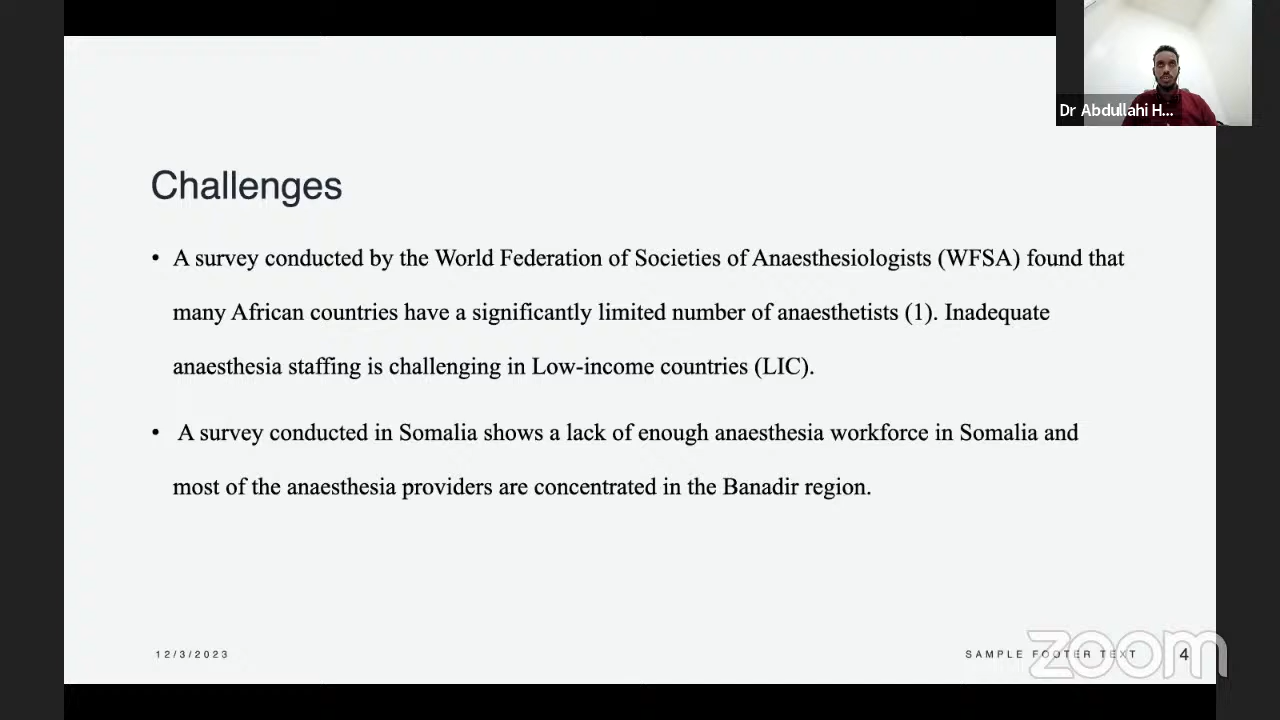 Dr Abdullahi H...
Challenges
• A survey conducted by the World Federation of Societies of Anaesthesiologists (WFSA) found that
many African countries have a significantly limited number of anaesthetists (1). Inadequate
anaesthesia staffing is challenging in Low-income countries (LIC).
• A survey conducted in Somalia shows a lack of enough anaesthesia workforce in Somalia and
most of the anaesthesia providers are concentrated in the Banadir region.
12/3/2023
SAMPLE FOOTER TEXT
4
zoom